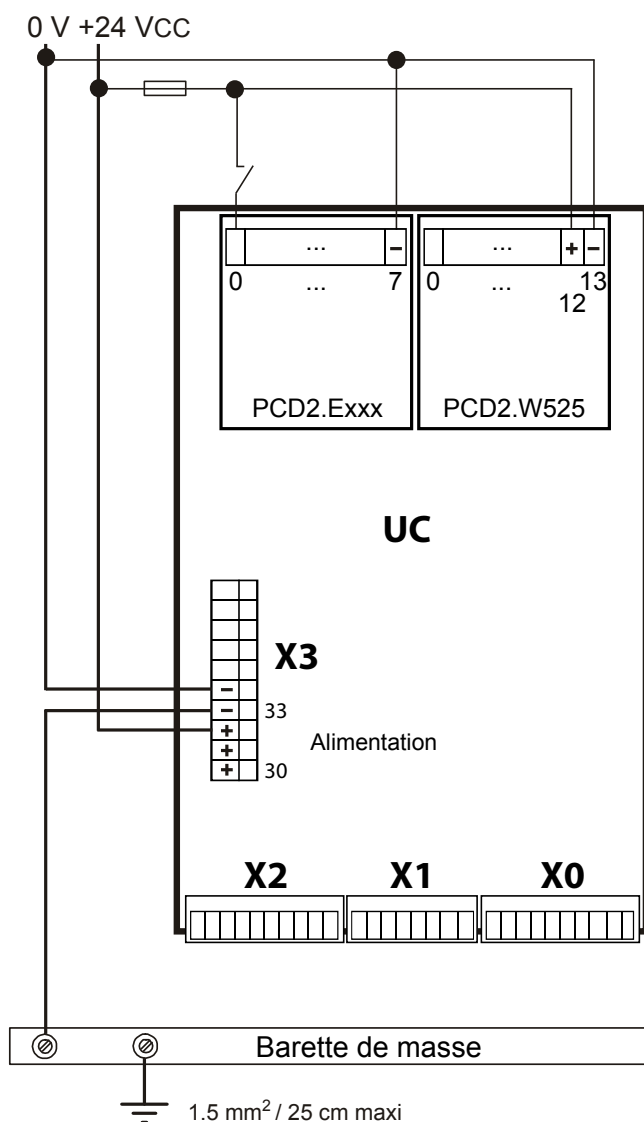 0 V +24 VCC
... − ... + −
0 ... 7 0 ... 13
12
PCD2.Exxx PCD2.W525
UC
X3
−
− 33
+
Alimentation
+
+ 30
X2 X1 X0
Barette de masse
1.5 mm² / 25 cm maxi